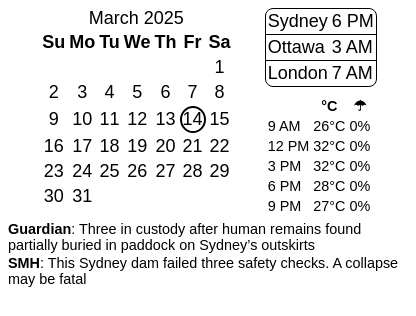 March 2025
Su Mo Tu We Th Fr Sa
1
2 3 4 5 6 7 8
9 10 11 12 13 14 15
16 17 18 19 20 21 22
23 24 25 26 27 28 29
30 31
Sydney 6 PM
Ottawa 3 AM
London 7 AM
°C ☂
9 AM 26°C 0%
12 PM 32°C 0%
3 PM 32°C 0%
6 PM 28°C 0%
9 PM 27°C 0%
Guardian: Three in custody after human remains found
partially buried in paddock on Sydney’s outskirts
SMH: This Sydney dam failed three safety checks. A collapse
may be fatal